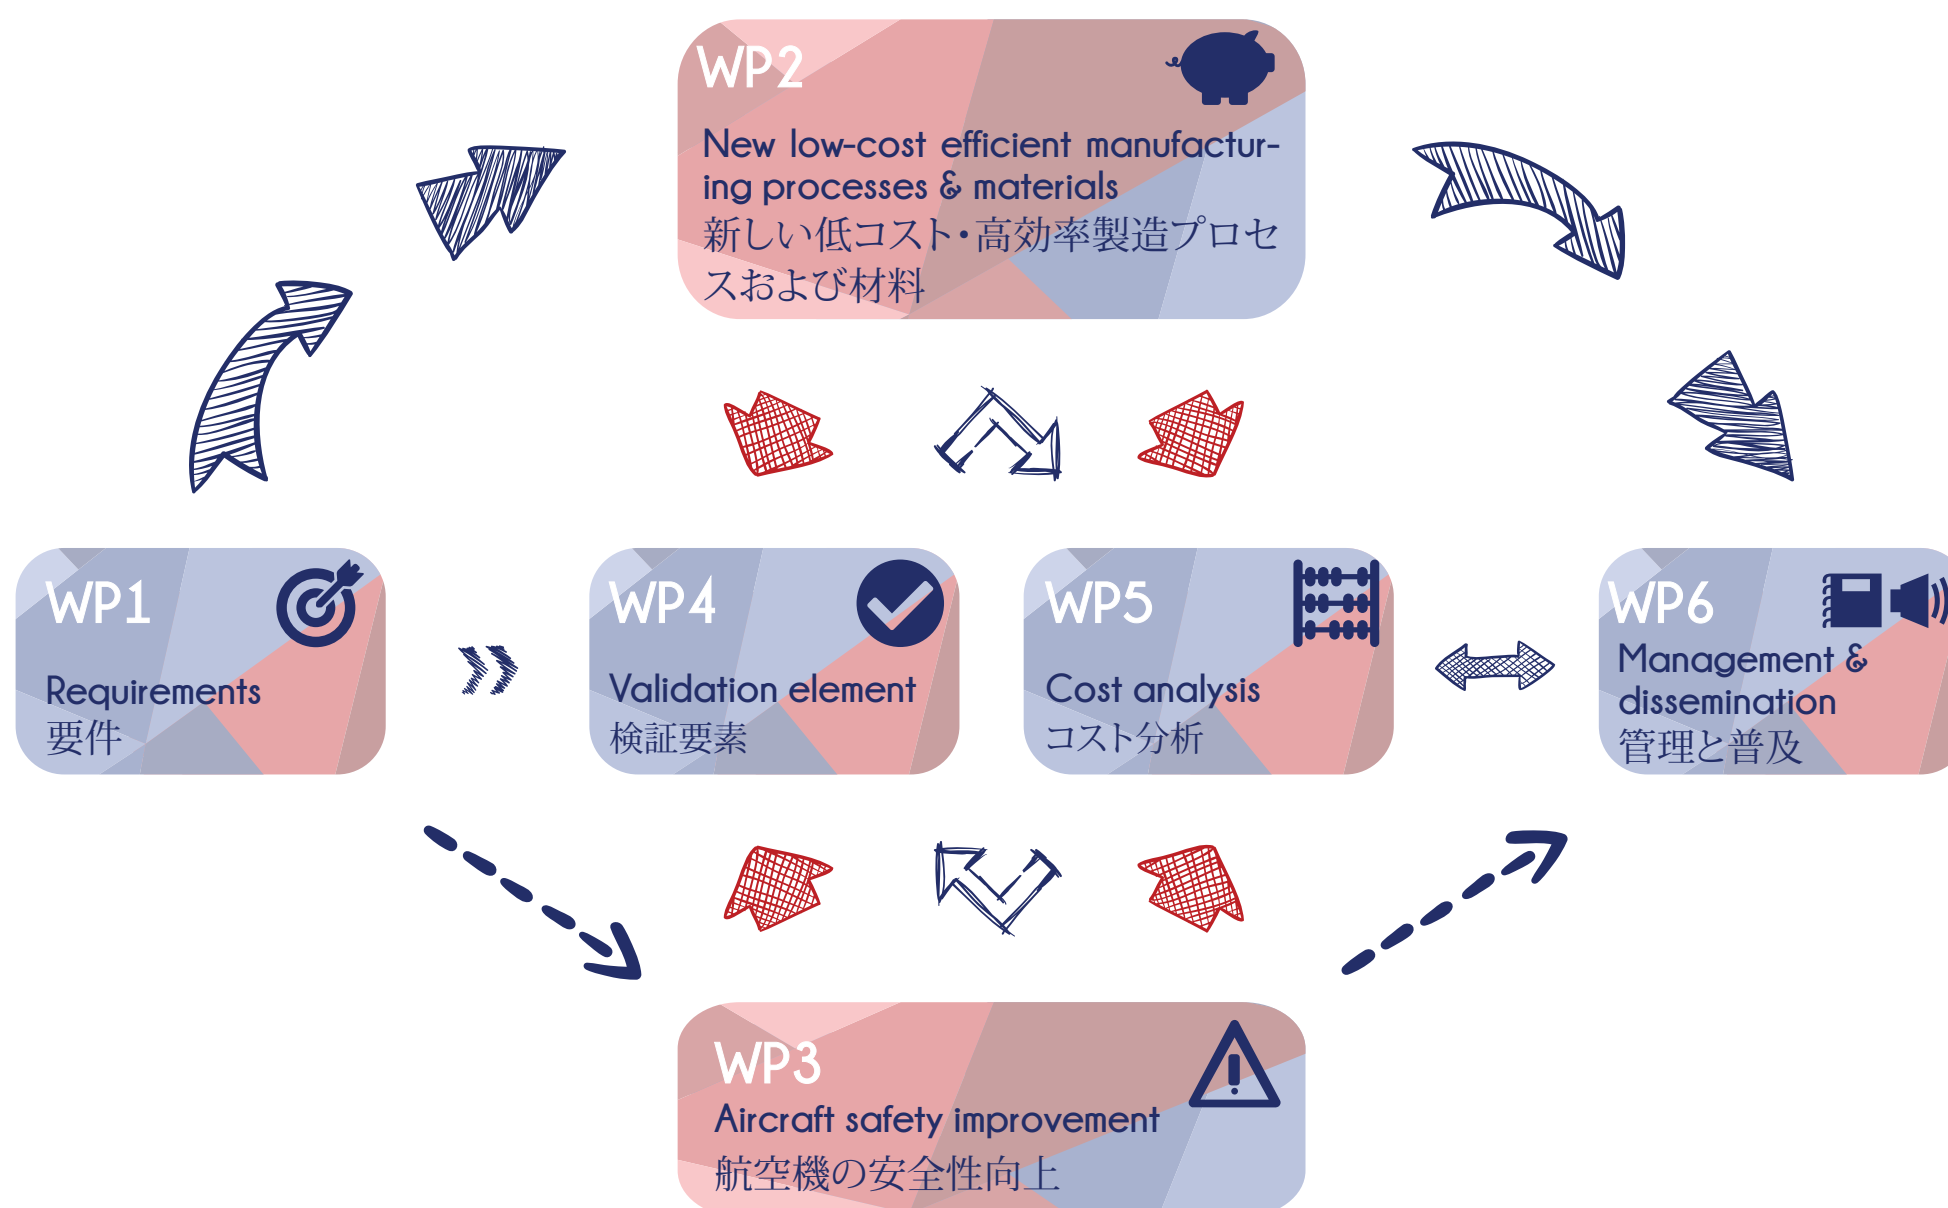 WP2
New low-cost efficient manufactur-
ing processes & materials
新しい低コスト・高効率製造プロセ
スおよび材料
WP1
Requirements
要件
WP4
Validation element
検証要素
WP5
Cost analysis
コスト分析
WP6
Management &
dissemination
管理と普及
WP3
Aircraft safety improvement
航空機の安全性向上